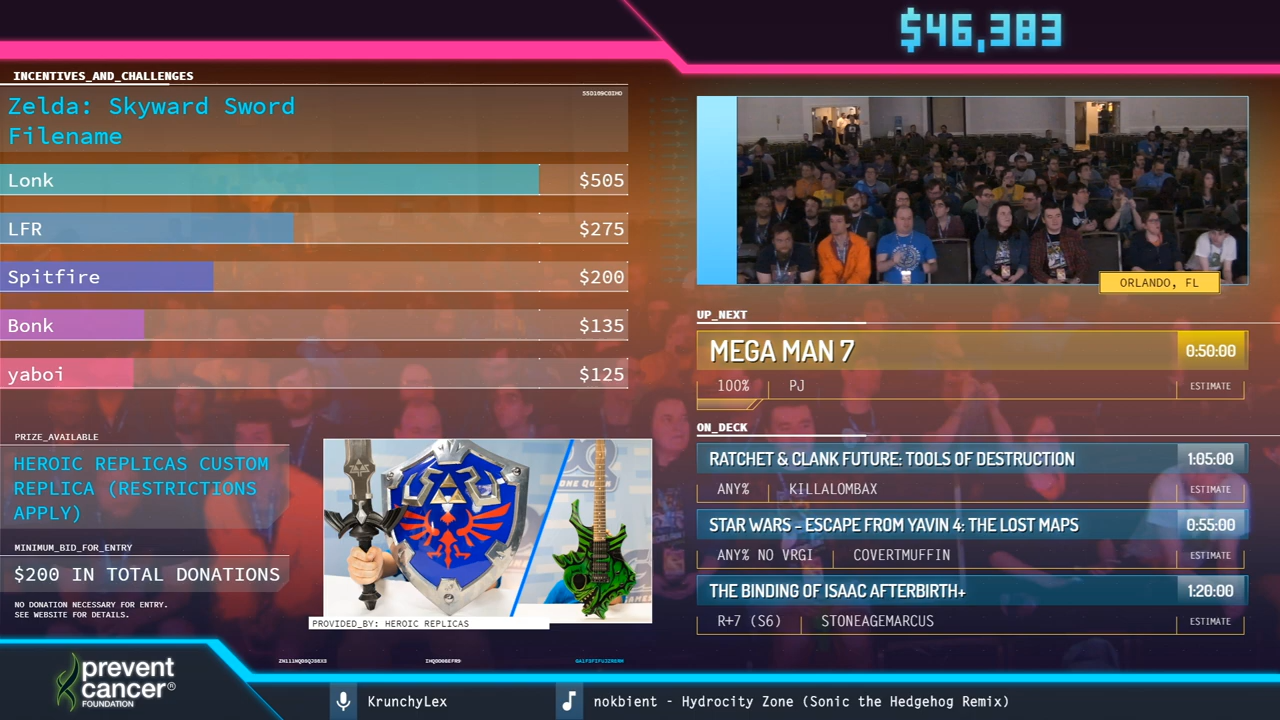 $46,383
INCENTIVES_AND_CHALLENGES
Zelda: Skyward Sword
Filename
Lonk $505
LFR $275
Spitfire $200
Bonk $135
yaboi $125
PRIZE_AVAILABLE
HEROIC REPLICAS CUSTOM
REPLICA (RESTRICTIONS
APPLY)
MINIMUM_BID_FOR_ENTRY
$200 IN TOTAL DONATIONS
NO DONATION NECESSARY FOR ENTRY.
SEE WEBSITE FOR DETAILS.
PROVIDED_BY: HEROIC REPLICAS
ORLANDO, FL
UP_NEXT
MEGA MAN 7 0:50:00
100% PJ ESTIMATE
ON_DECK
RATCHET & CLANK FUTURE: TOOLS OF DESTRUCTION 1:05:00
ANY% KILLALOMBAX ESTIMATE
STAR WARS - ESCAPE FROM YAVIN 4: THE LOST MAPS 0:55:00
ANY% NO VRGI COVERTMUFFIN ESTIMATE
THE BINDING OF ISAAC AFTERBIRTH+ 1:20:00
R+7 (S6) STONEAGEMARCUS ESTIMATE
prevent
cancer®
FOUNDATION
KrunchyLex
nokbient - Hydrocity Zone (Sonic the Hedgehog Remix)